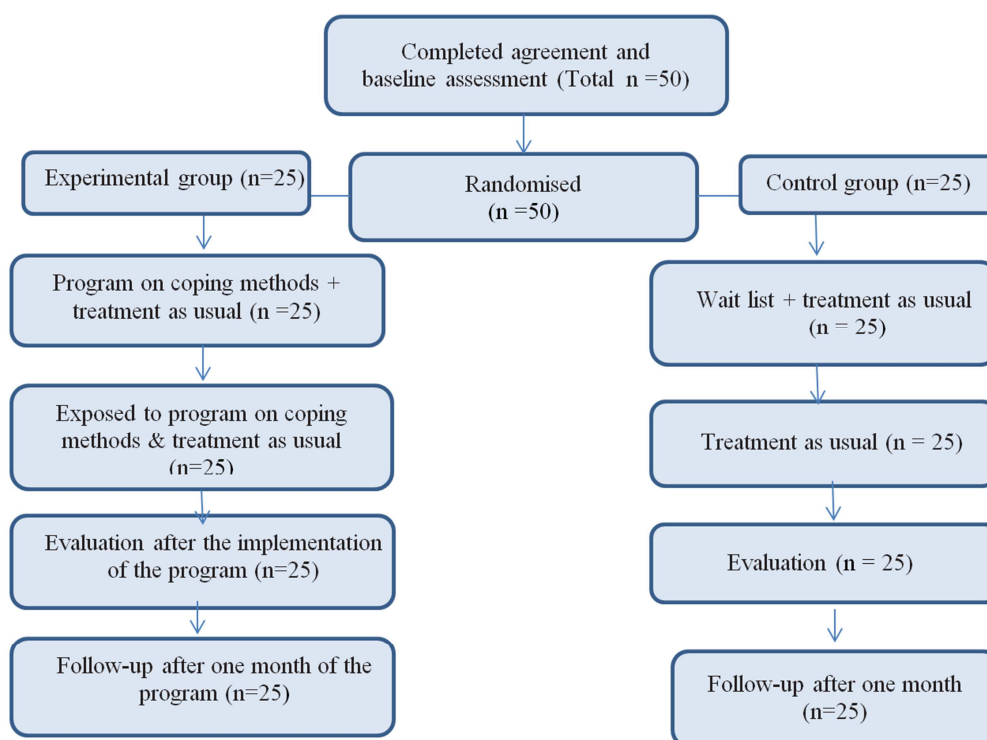 Completed agreement and
baseline assessment (Total n =50)
Experimental group (n=25)
Randomised
(n =50)
Control group (n=25)
Program on coping methods +
treatment as usual (n =25)
Wait list + treatment as usual
(n = 25)
Exposed to program on coping
methods & treatment as usual
(n=25)
Treatment as usual (n = 25)
Evaluation after the implementation
of the program (n=25)
Evaluation (n = 25)
Follow-up after one month of the
program (n=25)
Follow-up after one month
(n=25)